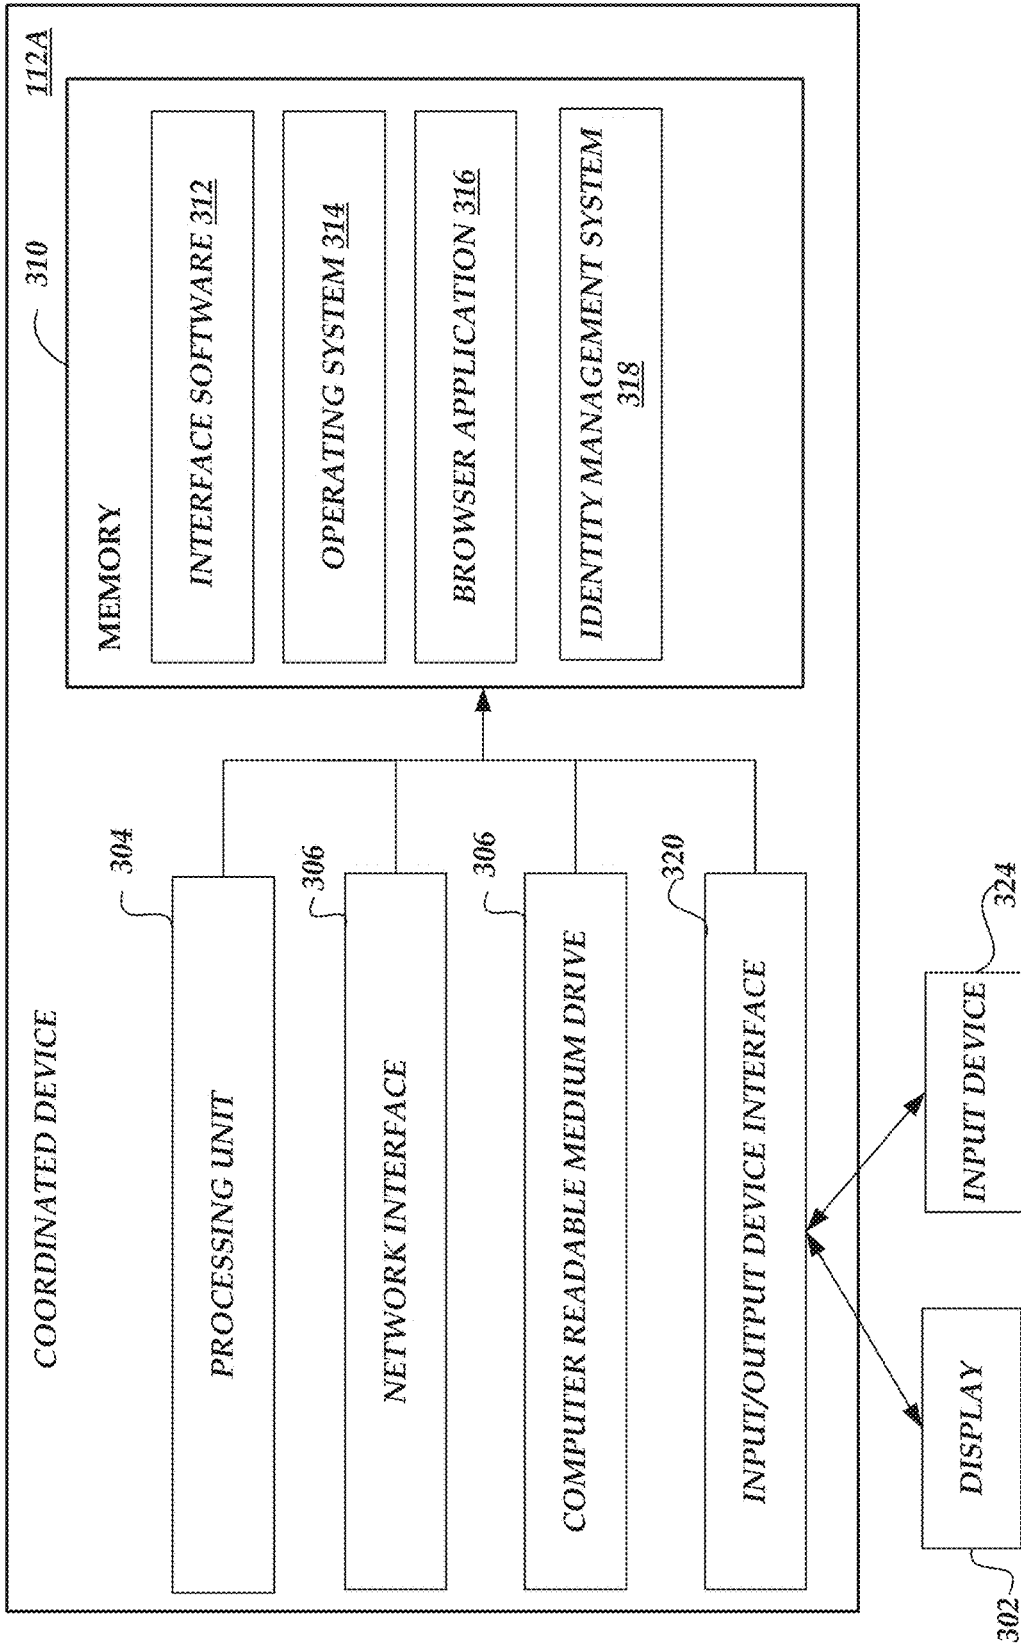 COORDINATED DEVICE
112A
310
MEMORY
304
PROCESSING UNIT
306
NETWORK INTERFACE
306
COMPUTER READABLE MEDIUM DRIVE
320
INPUT/OUTPUT DEVICE INTERFACE
INTERFACE SOFTWARE 312
OPERATING SYSTEM 314
BROWSER APPLICATION 316
IDENTITY MANAGEMENT SYSTEM
318
302
DISPLAY
INPUT DEVICE
324